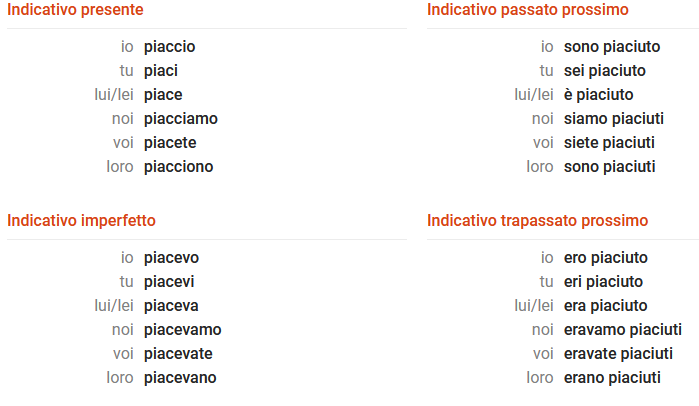 Indicativo presente
io piaccio
tu piaci
lui/lei piace
noi piacciamo
voi piacete
loro piacciono
Indicativo passato prossimo
io sono piaciuto
tu sei piaciuto
lui/lei è piaciuto
noi siamo piaciuti
voi siete piaciuti
loro sono piaciuti
Indicativo imperfetto
io piacevo
tu piacevi
lui/lei piaceva
noi piacevamo
voi piacevate
loro piacevano
Indicativo trapassato prossimo
io ero piaciuto
tu eri piaciuto
lui/lei era piaciuto
noi eravamo piaciuti
voi eravate piaciuti
loro erano piaciuti